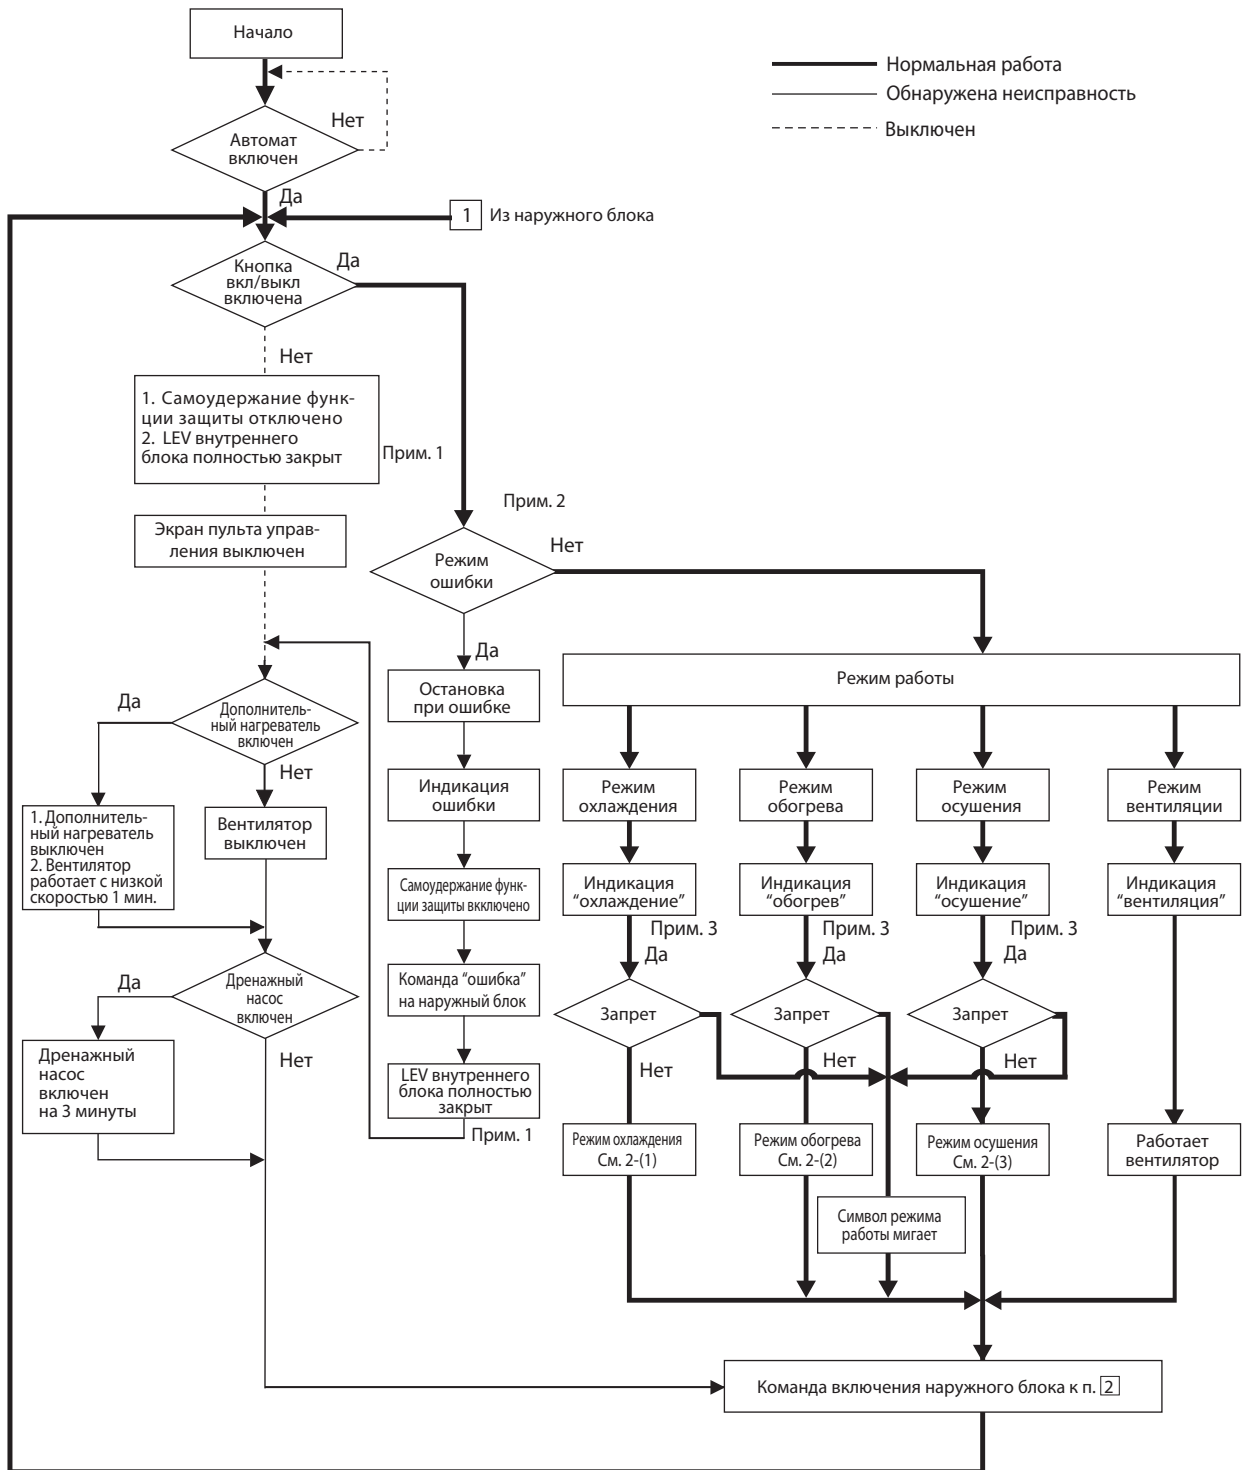 Начало
Нормальная работа
Обнаружена неисправность
Выключен
Нет
Автомат
включен
Да
1 Из наружного блока
Кнопка
вкл/выкл
включена
Да
Нет
1. Самоудержание функ-
ции защиты отключено
2. LEV внутреннего
блока полностью закрыт
Прим. 1
Экран пульта управ-
ления выключен
Прим. 2
Режим
ошибки
Нет
Да
Дополнитель-
ный нагреватель
включен
Да
Нет
1. Дополнитель-
ный нагреватель
выключен
2. Вентилятор
работает с низкой
скоростью 1 мин.
Вентилятор
выключен
Дренажный
насос
включен
Да
Нет
Дренажный
насос
включен
на 3 минуты
Остановка
при ошибке
Индикация
ошибки
Самоудержание функ-
ции защиты вкключено
Команда “ошибка”
на наружный блок
LEV внутреннего
блока полностью
закрыт
Прим. 1
Режим работы
Режим
охлаждения
Режим
обогрева
Режим
осушения
Режим
вентиляции
Индикация
“охлаждение”
Индикация
“обогрев”
Индикация
“осушение”
Индикация
“вентиляция”
Прим. 3
Да
Прим. 3
Да
Прим. 3
Да
Запрет
Запрет
Запрет
Нет
Нет
Нет
Режим охлаждения
См. 2-(1)
Режим обогрева
См. 2-(2)
Режим осушения
См. 2-(3)
Работает
вентилятор
Символ режима
работы мигает
Команда включения наружного блока к п. 2